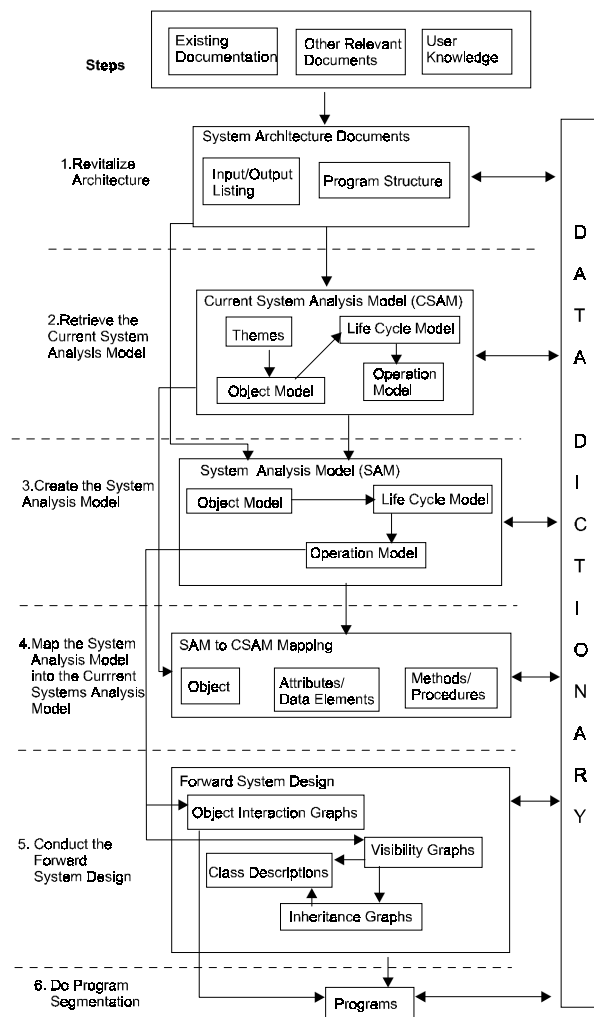 Steps
Existing
Documentation
Other Relevant
Documents
User
Knowledge
1.Revitalize
Architecture
System Architecture Documents
Input/Output
Listing
Program Structure
2.Retrieve the
Current System
Analysis Model
Current System Analysis Model (CSAM)
Themes
Life Cycle Model
Object Model
Operation
Model
3.Create the System
Analysis Model
System Analysis Model (SAM)
Object Model
Life Cycle Model
Operation Model
4.Map the System
Analysis Model
into the Currrent
Systems Analysis
Model
SAM to CSAM Mapping
Object
Attributes/
Data Elements
Methods/
Procedures
5. Conduct the
Forward
System Design
Forward System Design
Object Interaction Graphs
Visibility Graphs
Class Descriptions
Inheritance Graphs
6. Do Program
Segmentation
Programs
DATA DICTIONARY